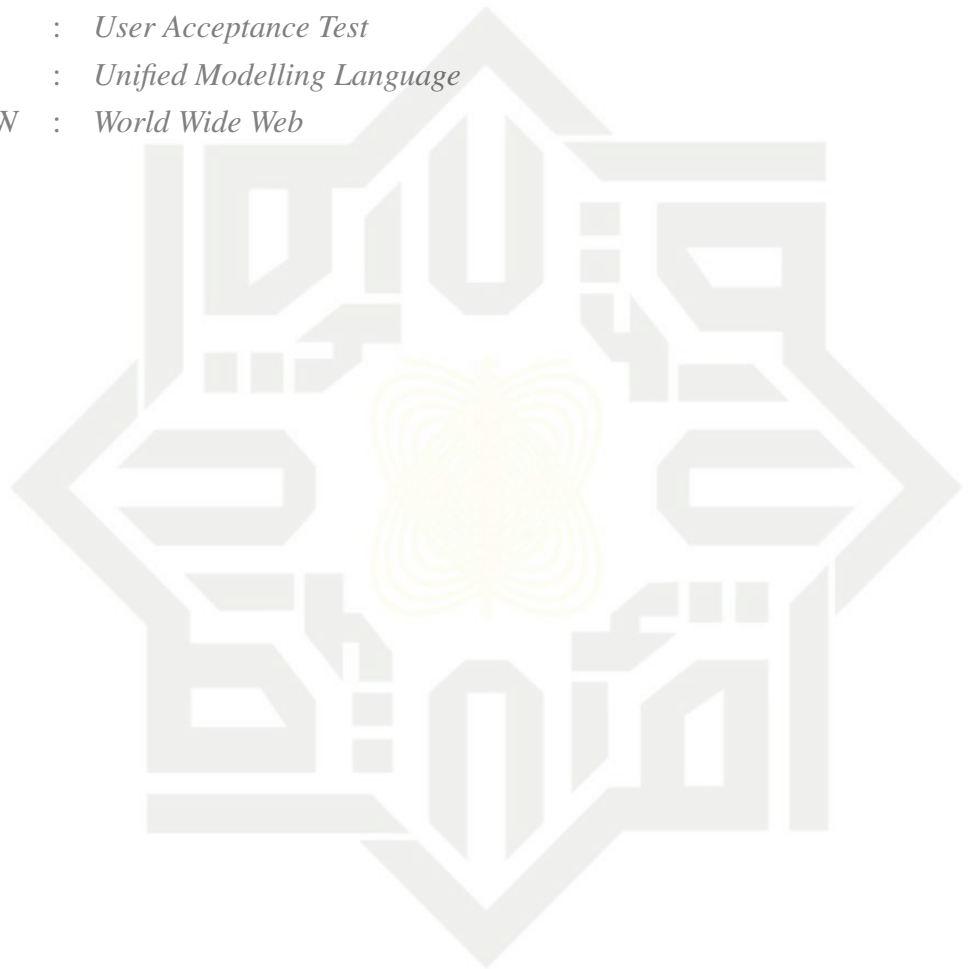 : User Acceptance Test
: Unified Modelling Language
W : World Wide Web